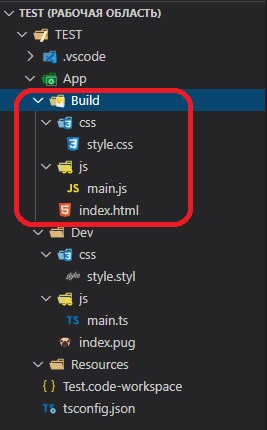 TEST (РАБОЧАЯ ОБЛАСТЬ)
TEST
.vscode
App
Build
css
style.css
js
JS main.js
index.html
Dev
css
style.styl
js
TS main.ts
index.pug
Resources
{} Test.code-workspace
TS tsconfig.json